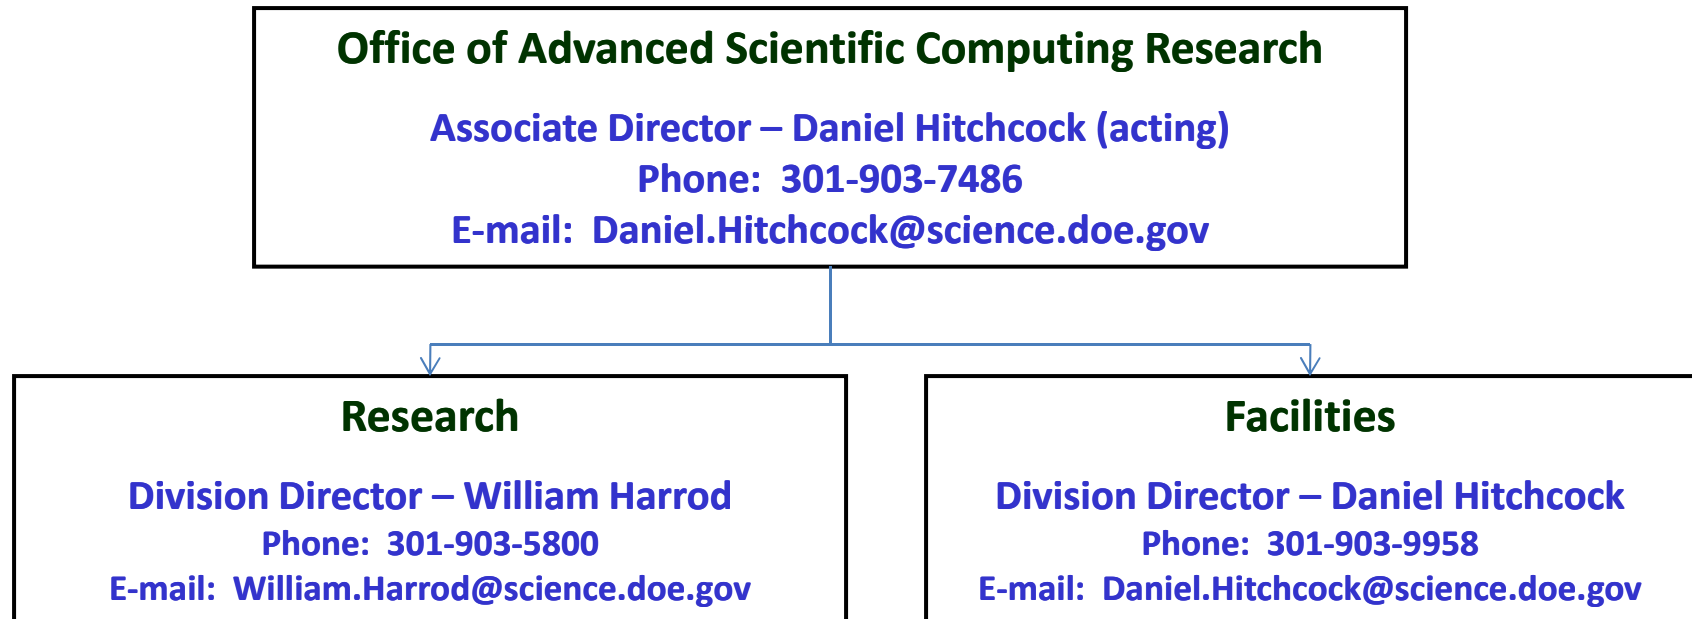 Office of Advanced Scientific Computing Research
Associate Director – Daniel Hitchcock (acting)
Phone:  301-903-7486
E-mail:  Daniel.Hitchcock@science.doe.gov
Research
Division Director – William Harrod
Phone:  301-903-5800
E-mail:  William.Harrod@science.doe.gov
Facilities
Division Director – Daniel Hitchcock
Phone:  301-903-9958
E-mail:  Daniel.Hitchcock@science.doe.gov